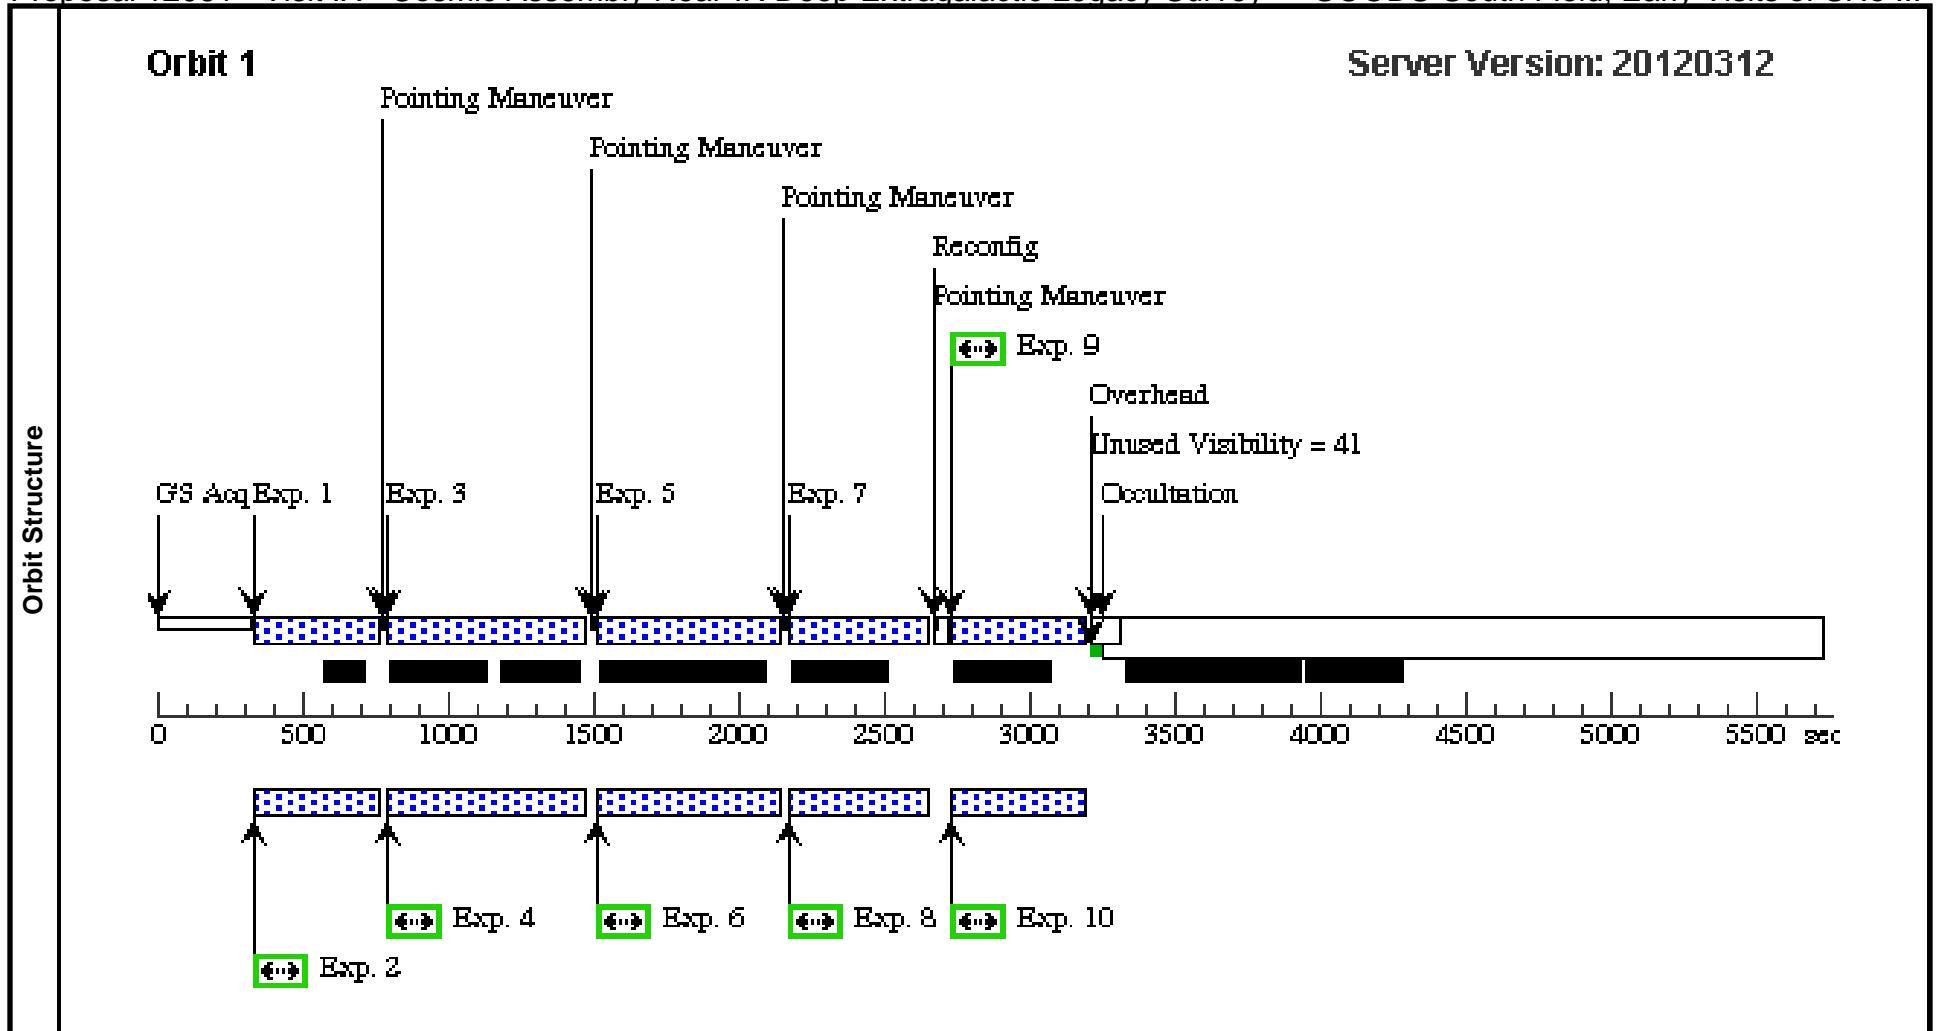 Orbit 1
Server Version: 20120312
Pointing Maneuver
Pointing Maneuver
Pointing Maneuver
Reconfig
Pointing Maneuver
Exp. 9
Overhead
Unused Visibility = 41
GS Acq Exp. 1 Exp. 3 Exp. 5 Exp. 7 Occultation
Orbit Structure
0 500 1000 1500 2000 2500 3000 3500 4000 4500 5000 5500 sec
Exp. 4 Exp. 6 Exp. 8 Exp. 10
Exp. 2